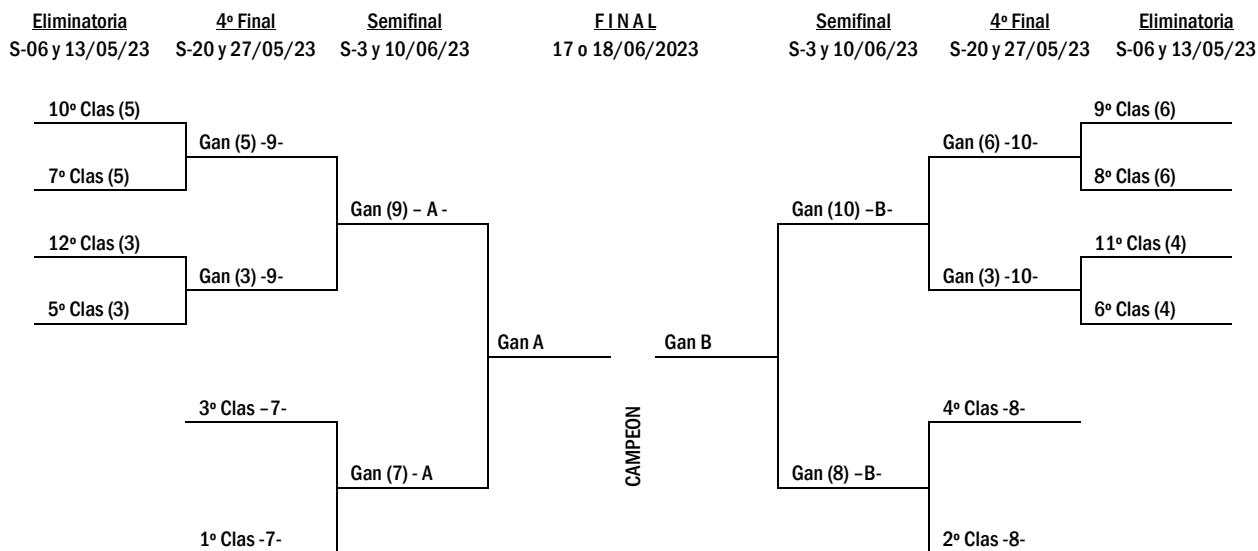 Eliminatoria 4º Final Semifinal F I N A L Semifinal 4º Final Eliminatoria
S-06 y 13/05/23 S-20 y 27/05/23 S-3 y 10/06/23 17 o 18/06/2023 S-3 y 10/06/23 S-20 y 27/05/23 S-06 y 13/05/23
10º Clas (5) 9º Clas (6)
Gan (5) -9- Gan (6) -10-
7º Clas (5) 8º Clas (6)
Gan (9) – A - Gan (10) –B-
12º Clas (3) 11º Clas (4)
Gan (3) -9- Gan (3) -10-
5º Clas (3) 6º Clas (4)
Gan A Gan B
3º Clas –7- 4º Clas -8-
CAMPEON
Gan (7) - A Gan (8) –B-
1º Clas -7- 2º Clas -8-